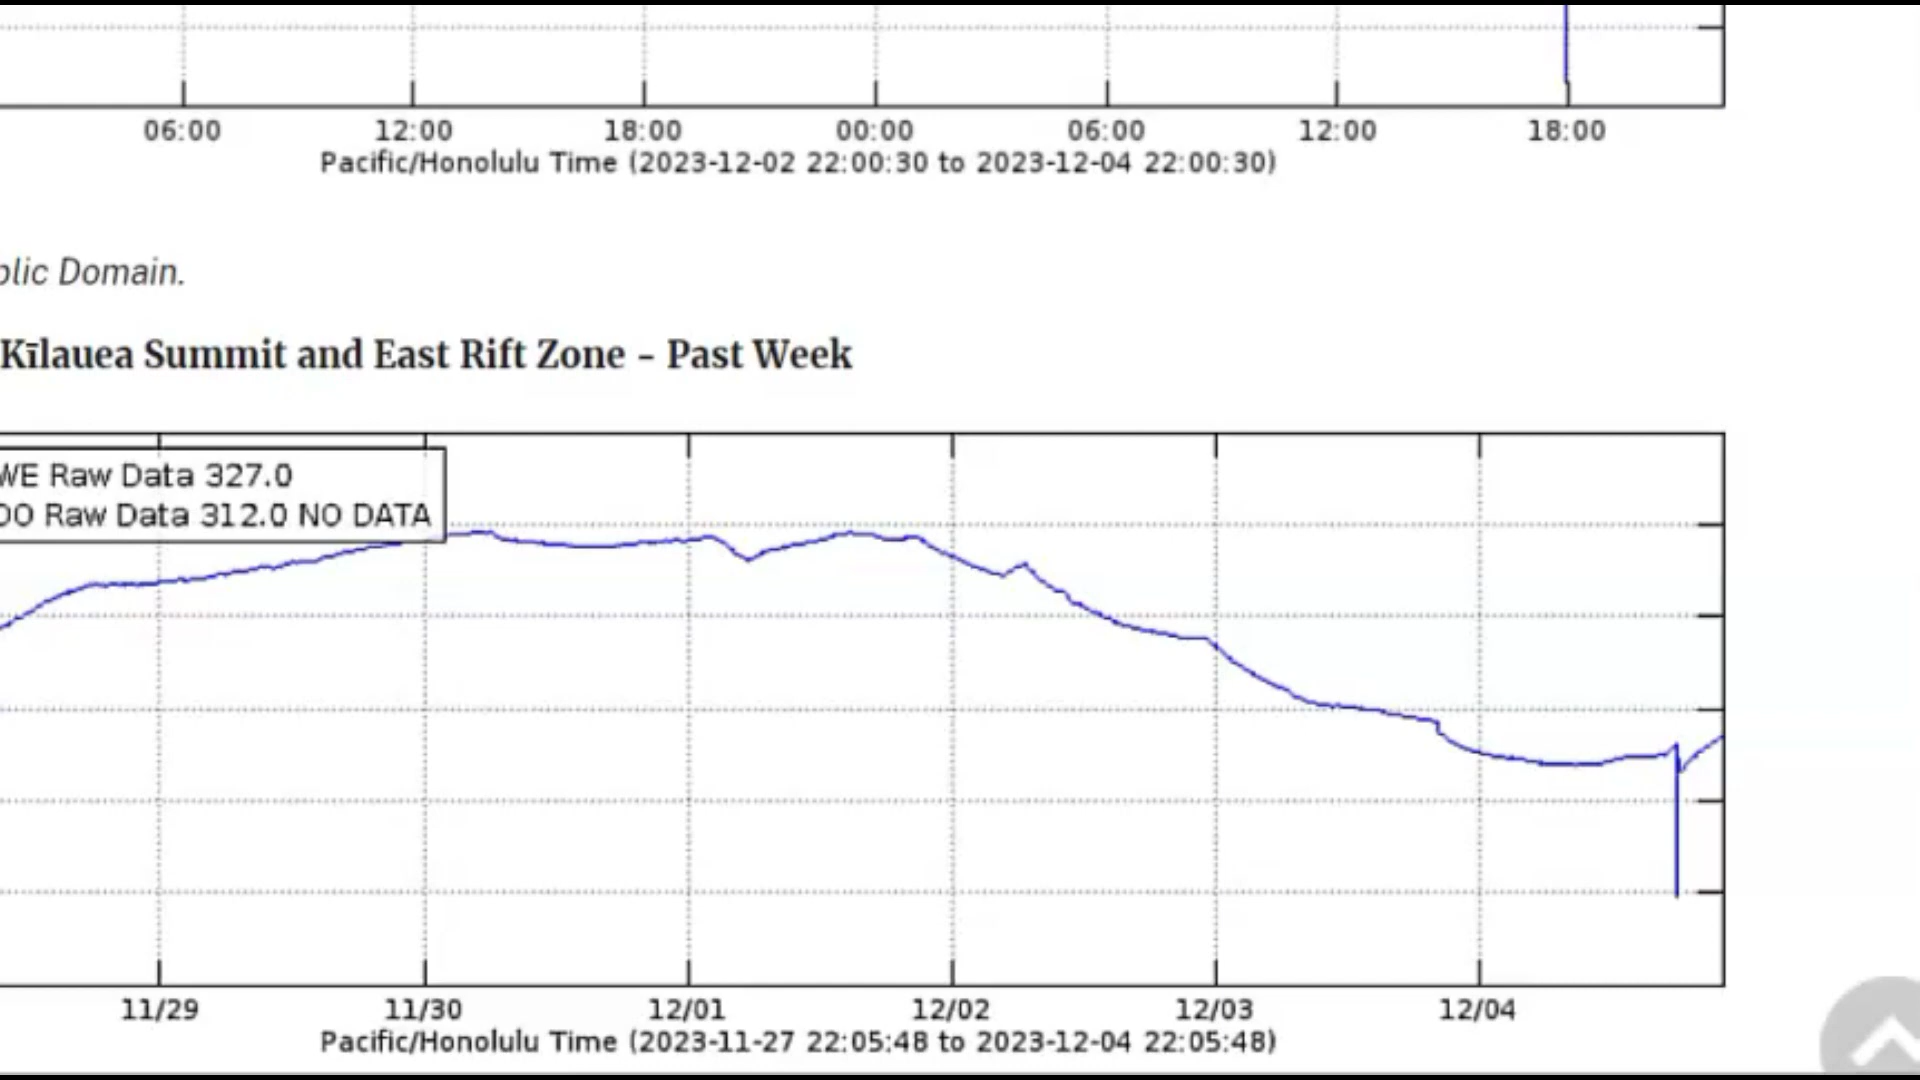 06:00 12:00 18:00 00:00 06:00 12:00 18:00
Pacific/Honolulu Time (2023-12-02 22:00:30 to 2023-12-04 22:00:30)
blic Domain.
Kīlauea Summit and East Rift Zone - Past Week
WE Raw Data 327.0
OO Raw Data 312.0 NO DATA
11/29 11/30 12/01 12/02 12/03 12/04
Pacific/Honolulu Time (2023-11-27 22:05:48 to 2023-12-04 22:05:48)